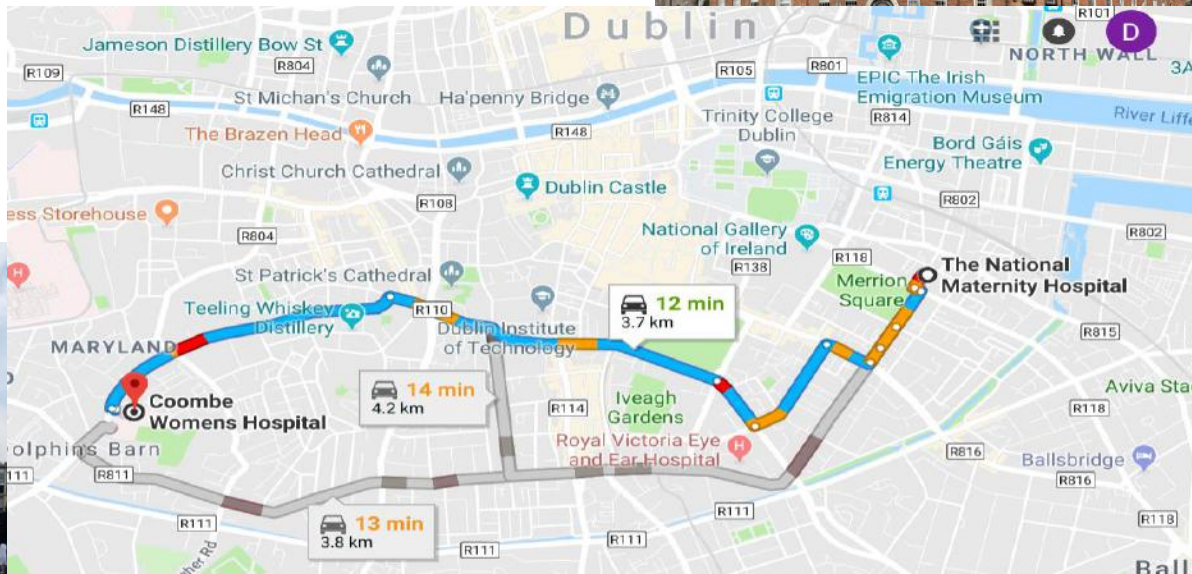 Dublin
R101
D
NORTH WALL
Jameson Distillery Bow St
R804
R109
R105
R801
EPIC The Irish
Emigration Museum
3A
St Michan's Church
Ha'penny Bridge
R148
R814
River Liffe
The Brazen Head
R148
Trinity College
Dublin
Bord Gáis
Energy Theatre
Christ Church Cathedral
Dublin Castle
R108
R802
ess Storehouse
R804
National Gallery
of Ireland
R802
St Patrick's Cathedral
R138
R118
Merrion
Square
The National
Maternity Hospital
Teeling Whiskey
Distillery
R110
Dublin Institute
of Technology
12 min
3.7 km
R815
MARYLAND
14 min
4.2 km
Aviva Sta
Coombe
Womens Hospital
R114
Iveagh
Gardens
R118
Royal Victoria Eye
and Ear Hospital
olphin's Barn
R816
Ballsbridge
111
R811
R816
R111
13 min
3.8 km
R111
R111
R111
R118
her Rd
Ball